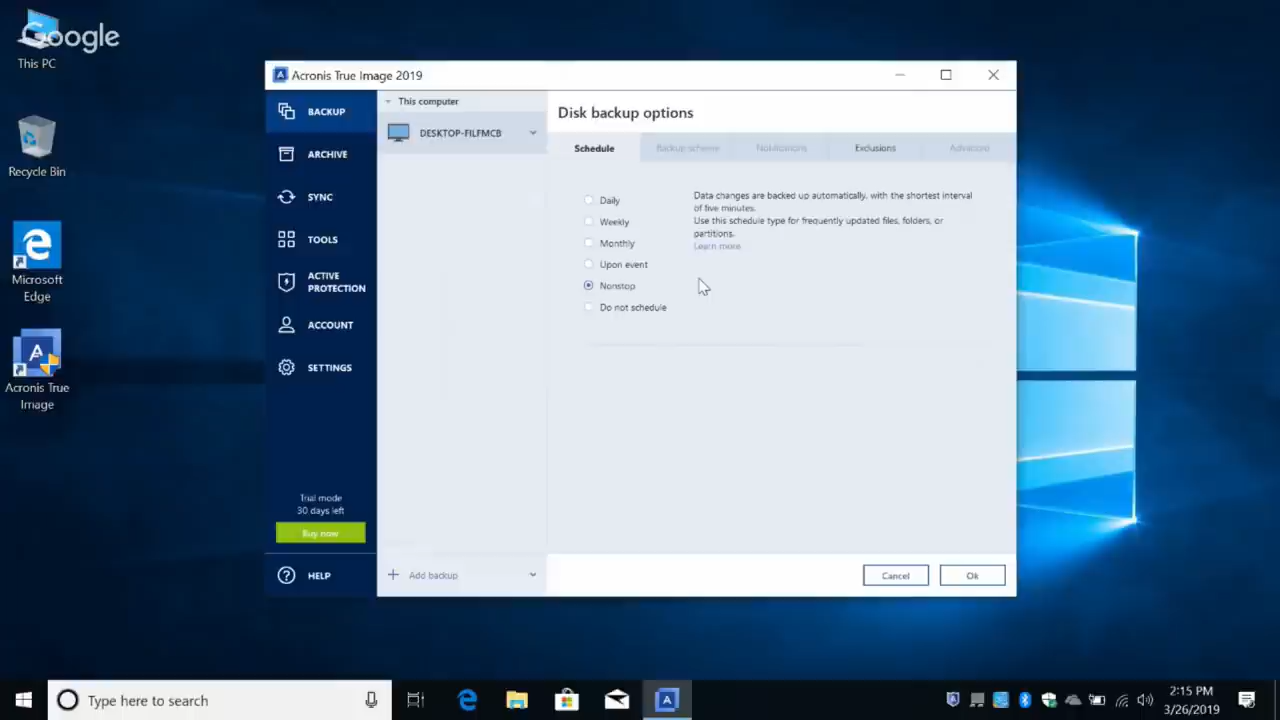 Google
This PC
Recycle Bin
Microsoft
Edge
Acronis True
Image
Acronis True Image 2019
BACKUP
ARCHIVE
SYNC
TOOLS
ACTIVE
PROTECTION
ACCOUNT
SETTINGS
Trial mode
30 days left
Buy now
HELP
This computer
DESKTOP-FILFMCB
Add backup
Disk backup options
Schedule
Backup scheme
Notifications
Exclusions
Advanced
Daily
Weekly
Monthly
Upon event
Nonstop
Do not schedule
Data changes are backed up automatically, with the shortest interval
of five minutes.
Use this schedule type for frequently updated files, folders, or
partitions.
Learn more
Cancel
Ok
Type here to search
2:15 PM
3/26/2019